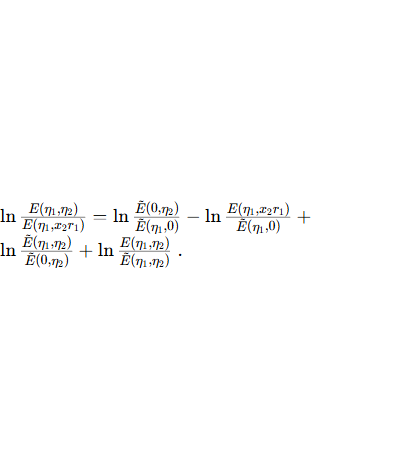 ln E(η₁,η₂)/E(η₁,x₂r₁) = ln Ẽ(0,η₂)/Ẽ(η₁,0) − ln E(η₁,x₂r₁)/Ẽ(η₁,0) +
ln Ẽ(η₁,η₂)/Ẽ(0,η₂) + ln E(η₁,η₂)/Ẽ(η₁,η₂) .